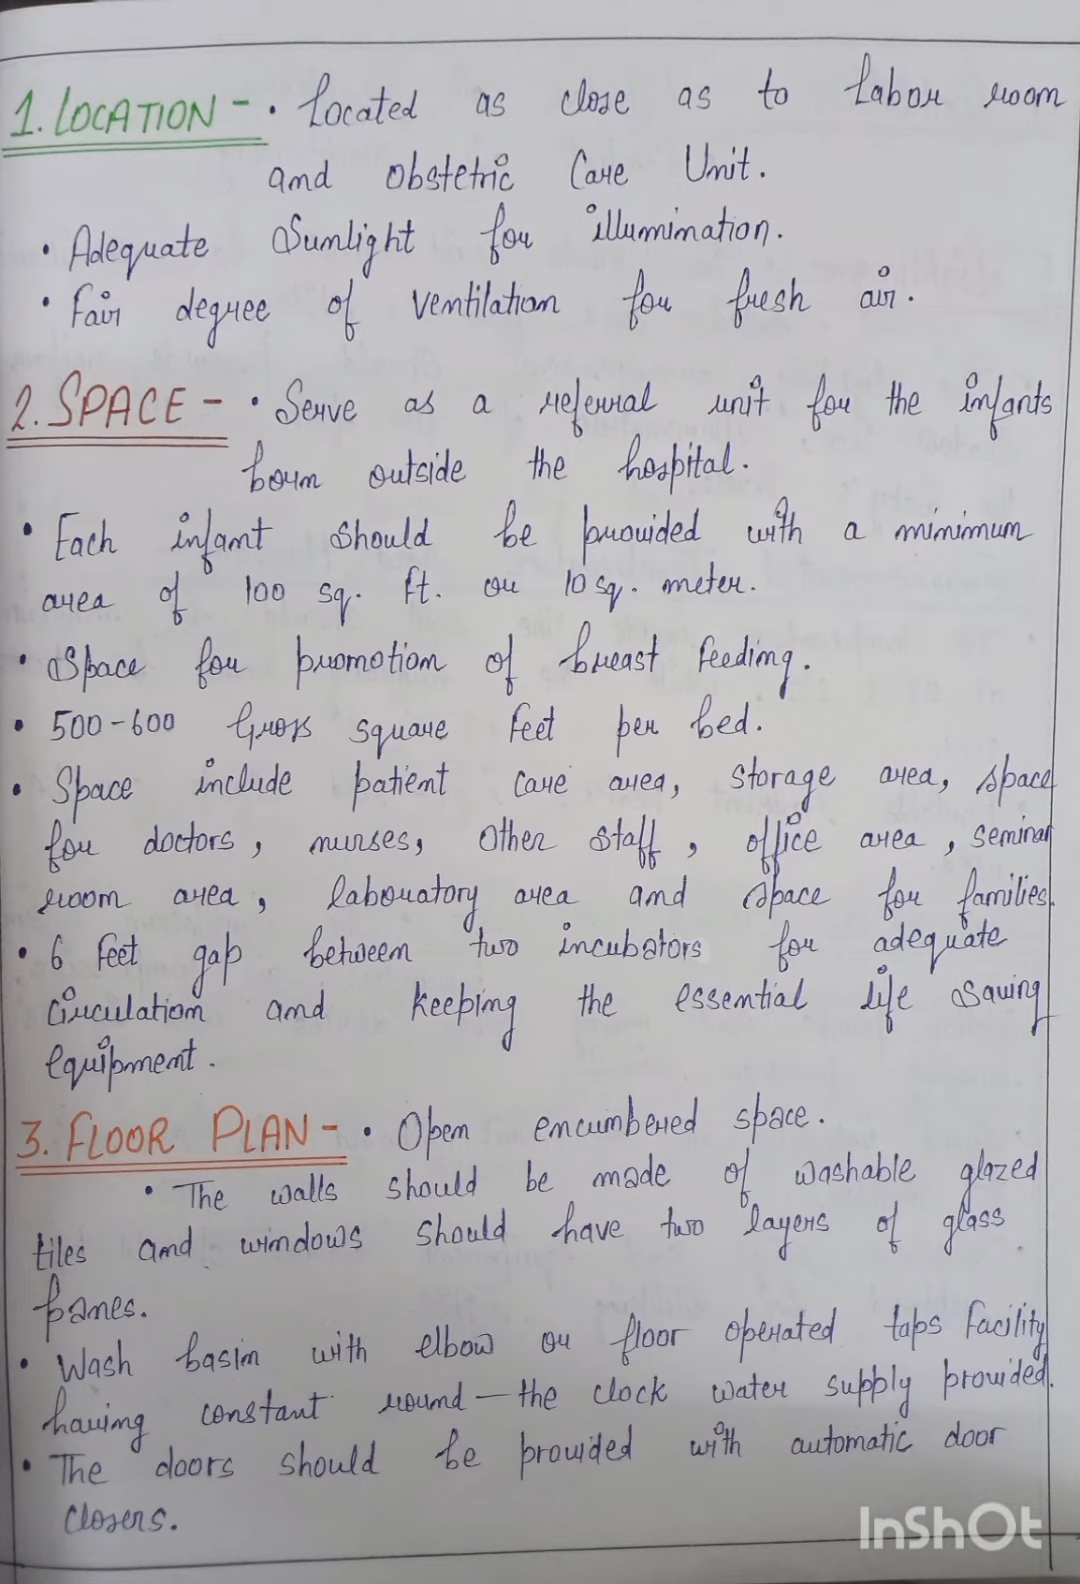 1. LOCATION - • Located as close as to Labor room
and Obstetric Care Unit.
• Adequate Sunlight for illumination.
• Fair degree of ventilation for fresh air.
2. SPACE - • Serve as a referral unit for the infants
born outside the hospital.
• Each infant should be provided with a minimum
area of 100 sq. ft. or 10 sq. meter.
• Space for promotion of breast feeding.
• 500-600 Gross square feet per bed.
• Space include patient care area, storage area, space
for doctors, nurses, other staff, office area, seminar
room area, laboratory area and space for families.
• 6 feet gap between two incubators for adequate
circulation and keeping the essential life saving
equipment.
3. FLOOR PLAN - • Open encumbered space.
• The walls should be made of washable glazed
tiles and windows should have two layers of glass
panes.
• Wash basin with elbow or floor operated taps facility
having constant round-the clock water supply provided.
• The doors should be provided with automatic door
closers.
InShOt